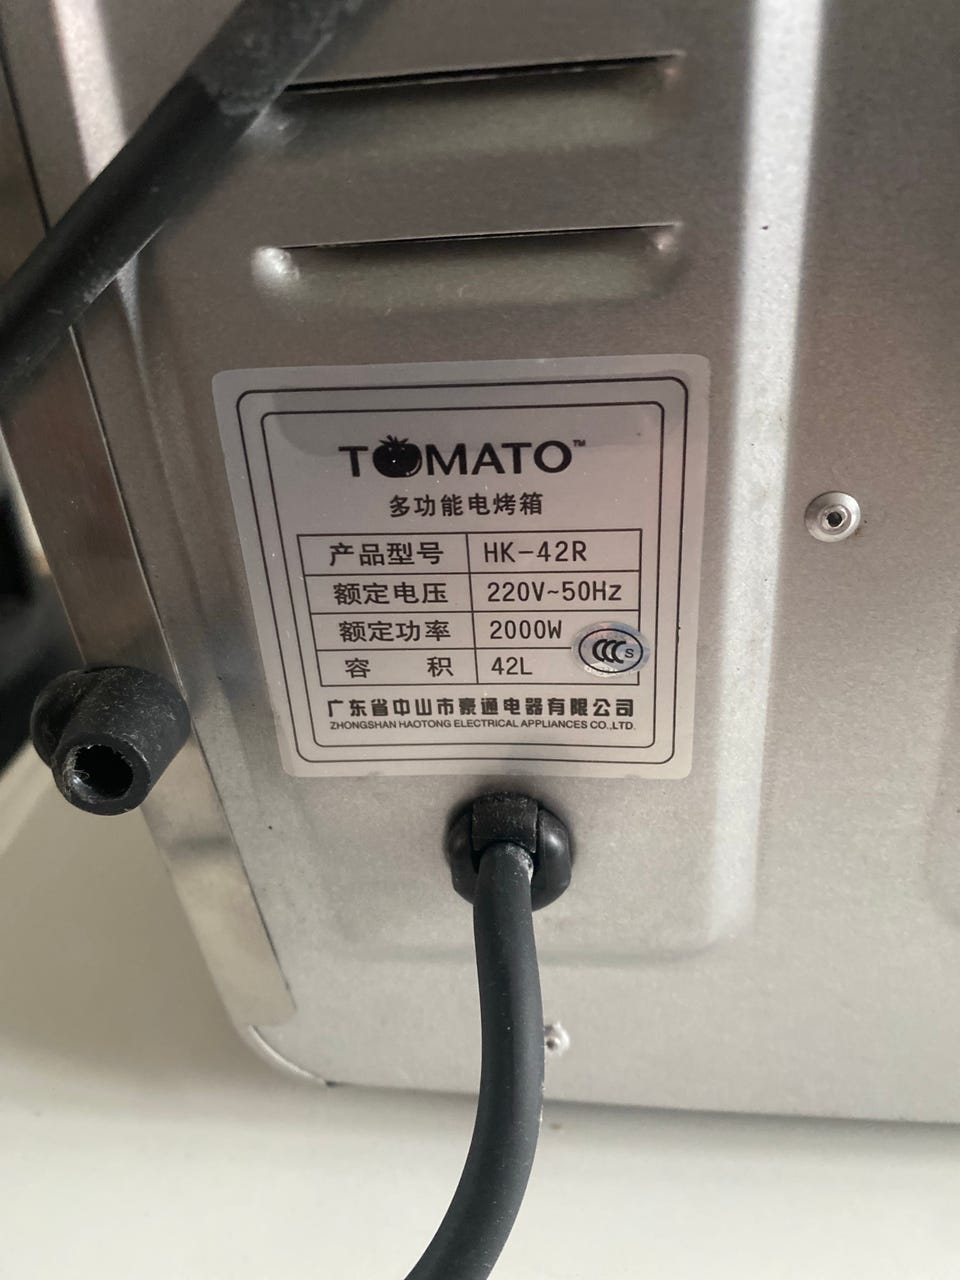 TOMATO™
多功能电烤箱
产品型号 HK-42R
额定电压 220V~50Hz
额定功率 2000W
容 积 42L
CCC S
广东省中山市豪通电器有限公司
ZHONGSHAN HAOTONG ELECTRICAL APPLIANCES CO.,LTD.